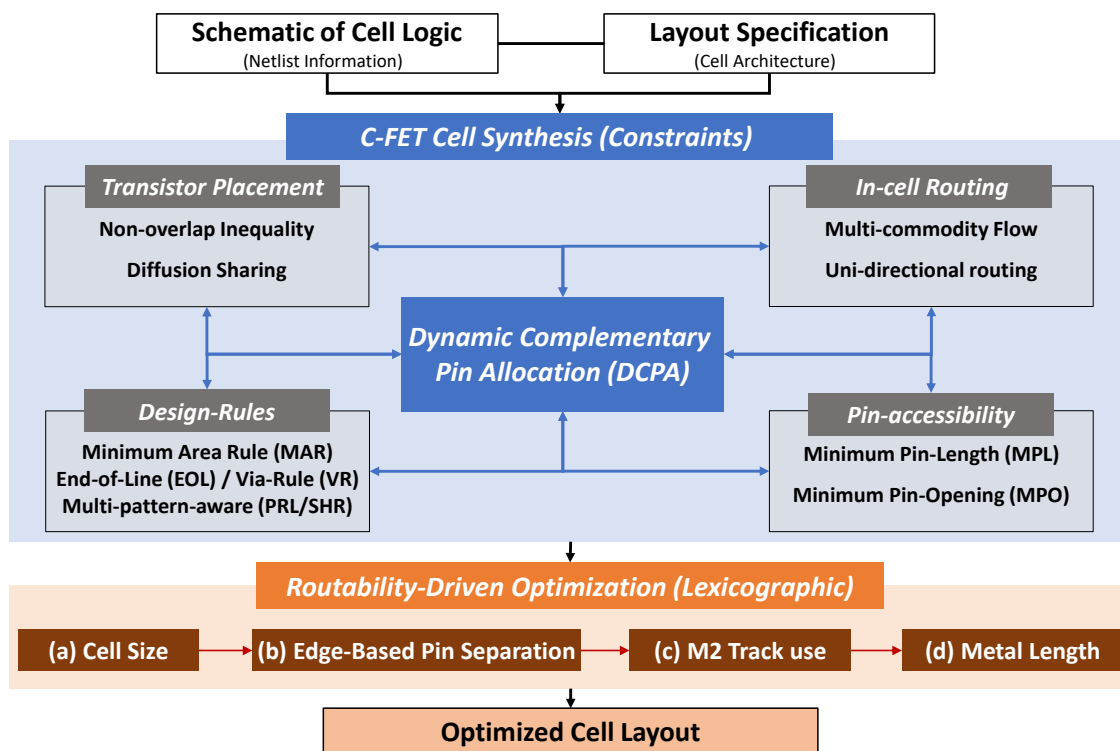 Schematic of Cell Logic
(Netlist Information)
Layout Specification
(Cell Architecture)
C-FET Cell Synthesis (Constraints)
Transistor Placement
Non-overlap Inequality
Diffusion Sharing
In-cell Routing
Multi-commodity Flow
Uni-directional routing
Dynamic Complementary
Pin Allocation (DCPA)
Design-Rules
Minimum Area Rule (MAR)
End-of-Line (EOL) / Via-Rule (VR)
Multi-pattern-aware (PRL/SHR)
Pin-accessibility
Minimum Pin-Length (MPL)
Minimum Pin-Opening (MPO)
Routability-Driven Optimization (Lexicographic)
(a) Cell Size
(b) Edge-Based Pin Separation
(c) M2 Track use
(d) Metal Length
Optimized Cell Layout